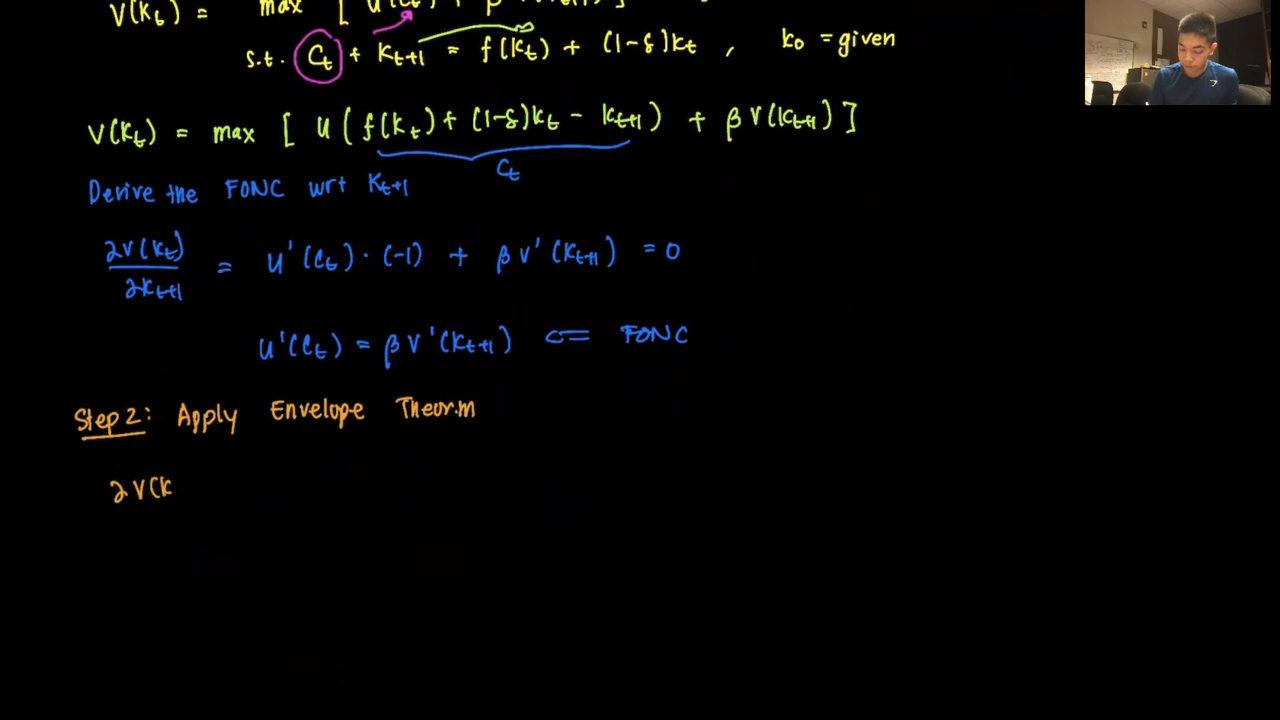 V(kₜ) = max [ u(cₜ) + β V(kₜ₊₁) ]
s.t. Cₜ + kₜ₊₁ = f(kₜ) + (1-δ)kₜ , k₀ = given
V(kₜ) = max [ u ( f(kₜ) + (1-δ)kₜ - kₜ₊₁ ) + β V(kₜ₊₁) ]
Cₜ
Derive the FONC wrt kₜ₊₁
∂V(kₜ) / ∂kₜ₊₁ = u'(cₜ) · (-1) + β V'(kₜ₊₁) = 0
u'(cₜ) = β V'(kₜ₊₁) <= FONC
Step 2: Apply Envelope Theorem
∂V(k